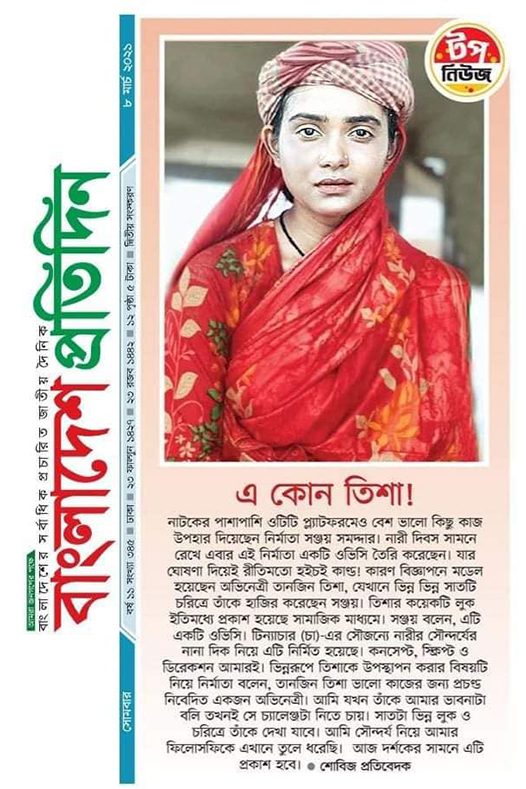 আমরা জনগণের পক্ষে
বাংলাদেশের সর্বাধিক প্রচারিত জাতীয় দৈনিক
বাংলাদেশ প্রতিদিন
সোমবার
বর্ষ ১১ সংখ্যা ৩৪৫ ■ ঢাকা ■ ২৩ ফাল্গুন ১৪২৭ ■ ২৩ রজব ১৪৪২ ■ ১২ পৃষ্ঠা ৫ টাকা ■ দ্বিতীয় সংস্করণ
৮ মার্চ ২০২১
টপ
নিউজ
এ কোন তিশা!
নাটকের পাশাপাশি ওটিটি প্ল্যাটফরমেও বেশ ভালো কিছু কাজ
উপহার দিয়েছেন নির্মাতা সঞ্জয় সমদ্দার। নারী দিবস সামনে
রেখে এবার এই নির্মাতা একটি ওভিসি তৈরি করেছেন। যার
ঘোষণা দিয়েই রীতিমতো হইচই কান্ড! কারণ বিজ্ঞাপনে মডেল
হয়েছেন অভিনেত্রী তানজিন তিশা, যেখানে ভিন্ন ভিন্ন সাতটি
চরিত্রে তাঁকে হাজির করেছেন সঞ্জয়। তিশার কয়েকটি লুক
ইতিমধ্যে প্রকাশ হয়েছে সামাজিক মাধ্যমে। সঞ্জয় বলেন, এটি
একটি ওভিসি। টিন্যাচার (চা)-এর সৌজন্যে নারীর সৌন্দর্যের
নানা দিক নিয়ে এটি নির্মিত হয়েছে। কনসেপ্ট, স্ক্রিপ্ট ও
ডিরেকশন আমারই। ভিন্নরূপে তিশাকে উপস্থাপন করার বিষয়টি
নিয়ে নির্মাতা বলেন, তানজিন তিশা ভালো কাজের জন্য প্রচন্ড
নিবেদিত একজন অভিনেত্রী। আমি যখন তাঁকে আমার ভাবনাটা
বলি তখনই সে চ্যালেঞ্জটা নিতে চায়। সাতটা ভিন্ন লুক ও
চরিত্রে তাঁকে দেখা যাবে। আমি সৌন্দর্য নিয়ে আমার
ফিলোসফিকে এখানে তুলে ধরেছি। আজ দর্শকের সামনে এটি
প্রকাশ হবে। ● শোবিজ প্রতিবেদক